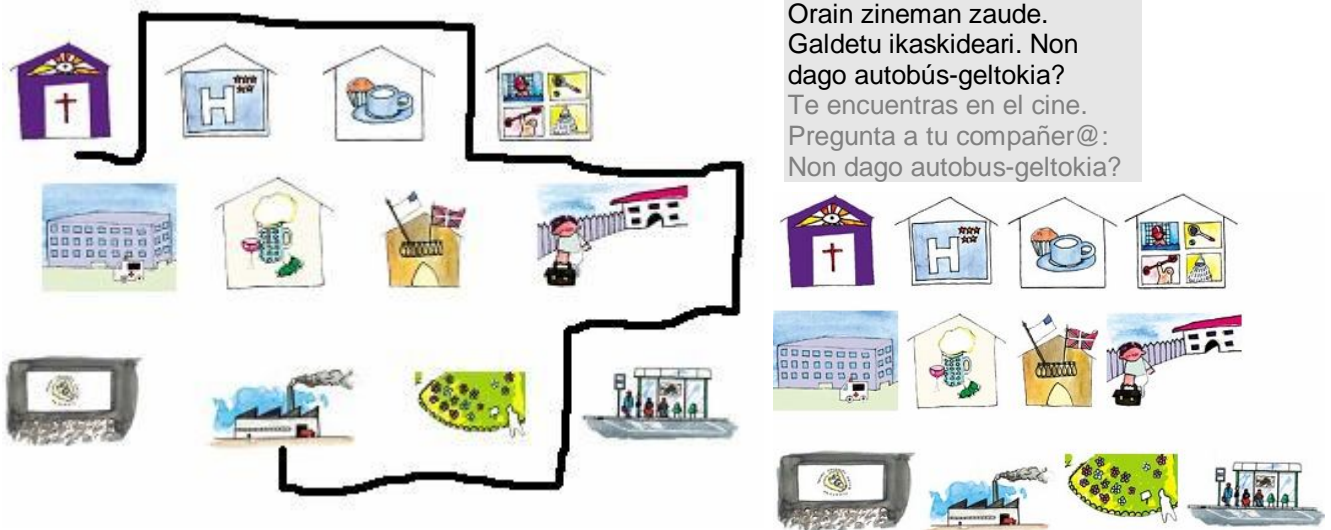 Orain zineman zaude.
Galdetu ikaskideari. Non
dago autobús-geltokia?
Te encuentras en el cine.
Pregunta a tu compañer@:
Non dago autobus-geltokia?
H
H